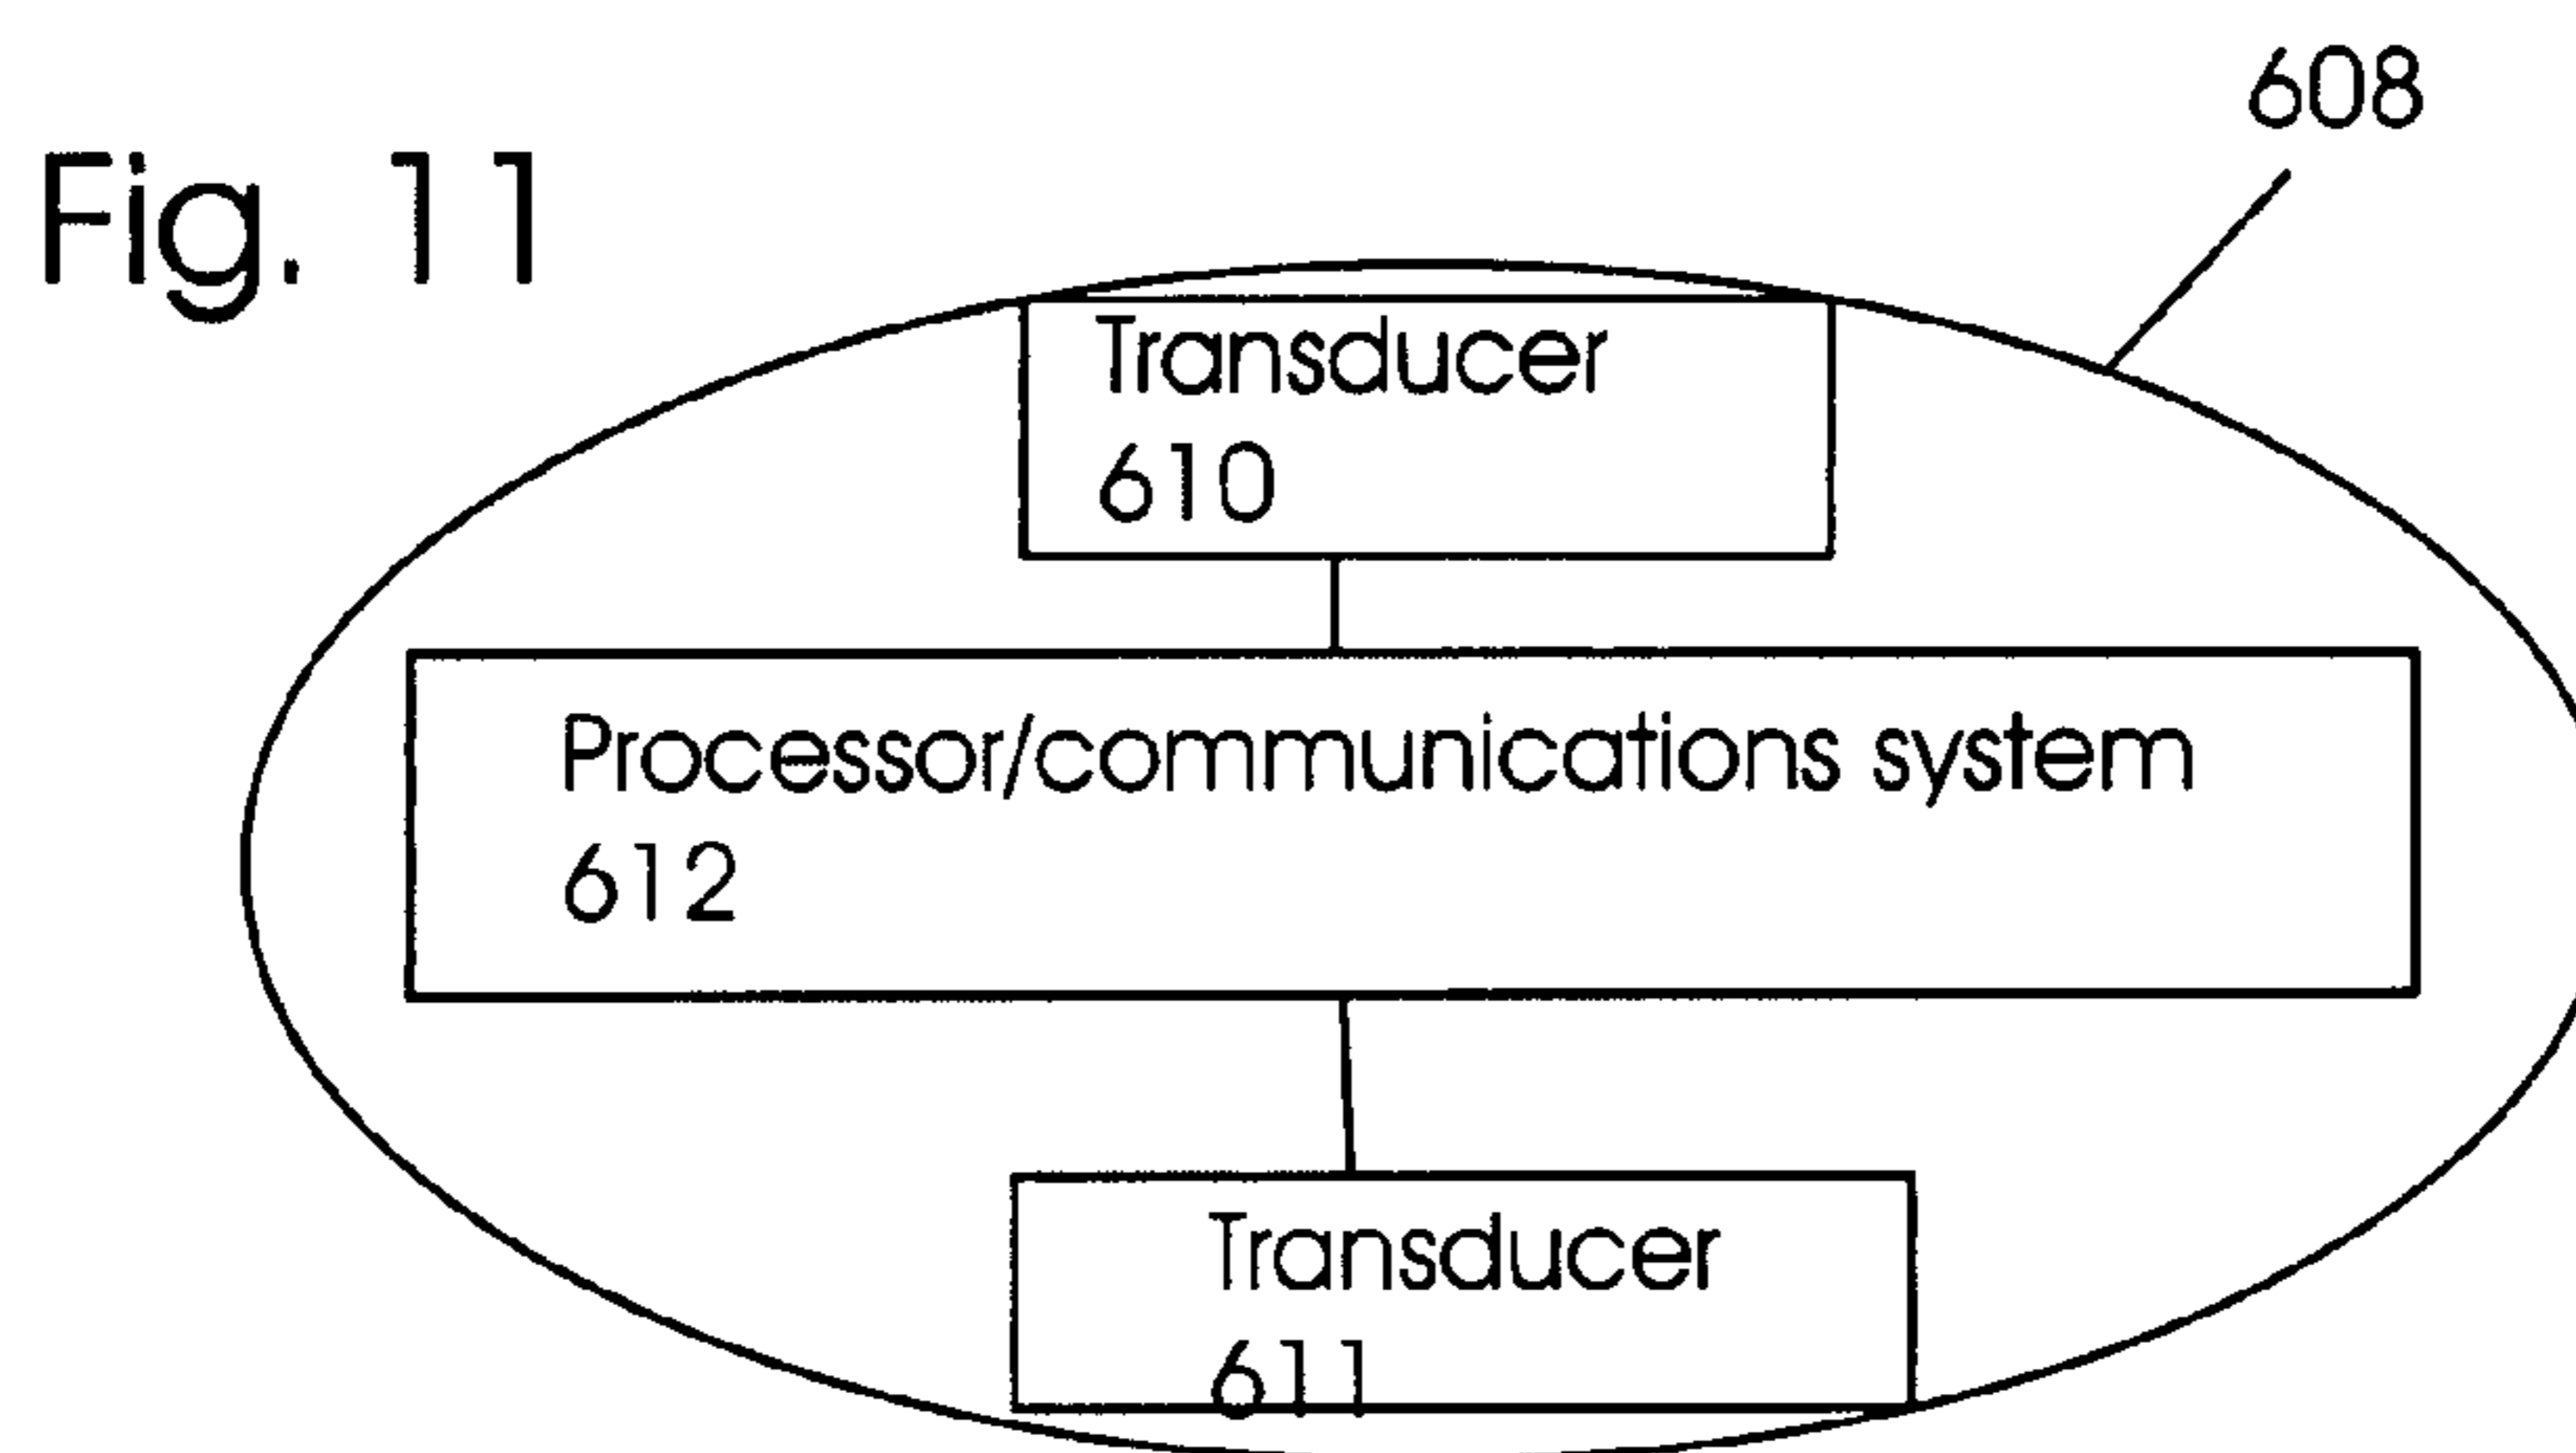 608
Fig. 11
Transducer
610
Processor/communications system
612
Transducer
611